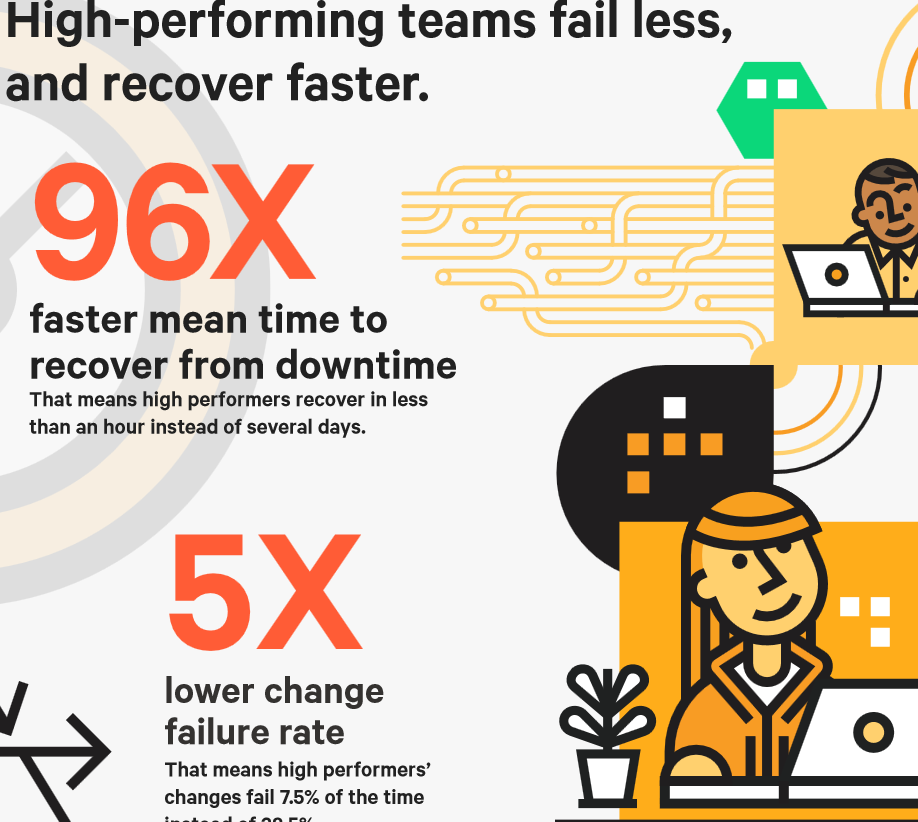 High-performing teams fail less,
and recover faster.
96X
faster mean time to
recover from downtime
That means high performers recover in less
than an hour instead of several days.
5X
lower change
failure rate
That means high performers’
changes fail 7.5% of the time
instead of